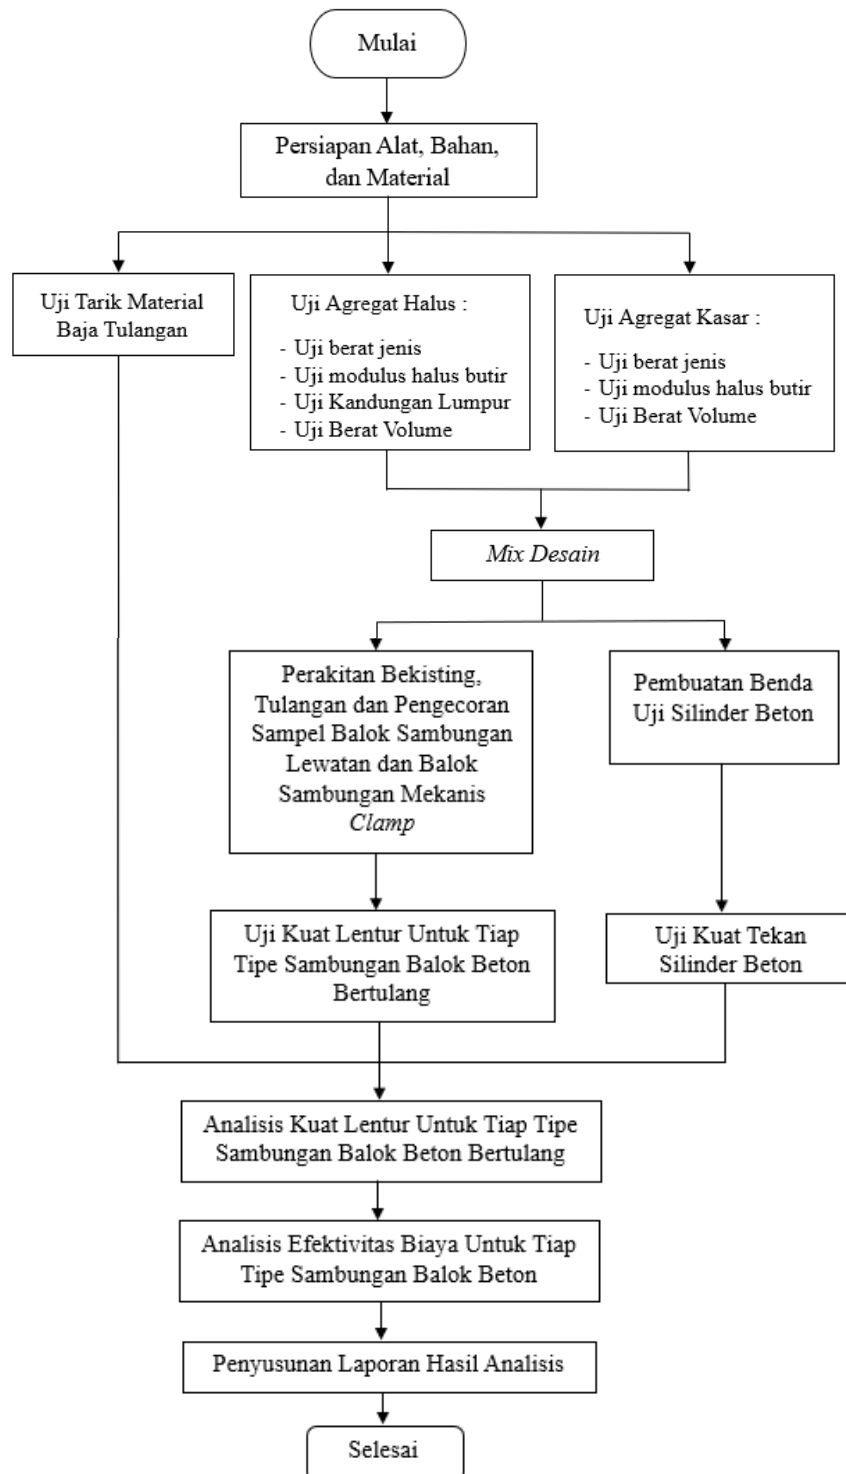 Mulai
Persiapan Alat, Bahan,
dan Material
Uji Tarik Material
Baja Tulangan
Uji Agregat Halus :
- Uji berat jenis
- Uji modulus halus butir
- Uji Kandungan Lumpur
- Uji Berat Volume
Uji Agregat Kasar :
- Uji berat jenis
- Uji modulus halus butir
- Uji Berat Volume
Mix Desain
Perakitan Bekisting,
Tulangan dan Pengecoran
Sampel Balok Sambungan
Lewatan dan Balok
Sambungan Mekanis
Clamp
Pembuatan Benda
Uji Silinder Beton
Uji Kuat Lentur Untuk Tiap
Tipe Sambungan Balok Beton
Bertulang
Uji Kuat Tekan
Silinder Beton
Analisis Kuat Lentur Untuk Tiap Tipe
Sambungan Balok Beton Bertulang
Analisis Efektivitas Biaya Untuk Tiap
Tipe Sambungan Balok Beton
Penyusunan Laporan Hasil Analisis
Selesai